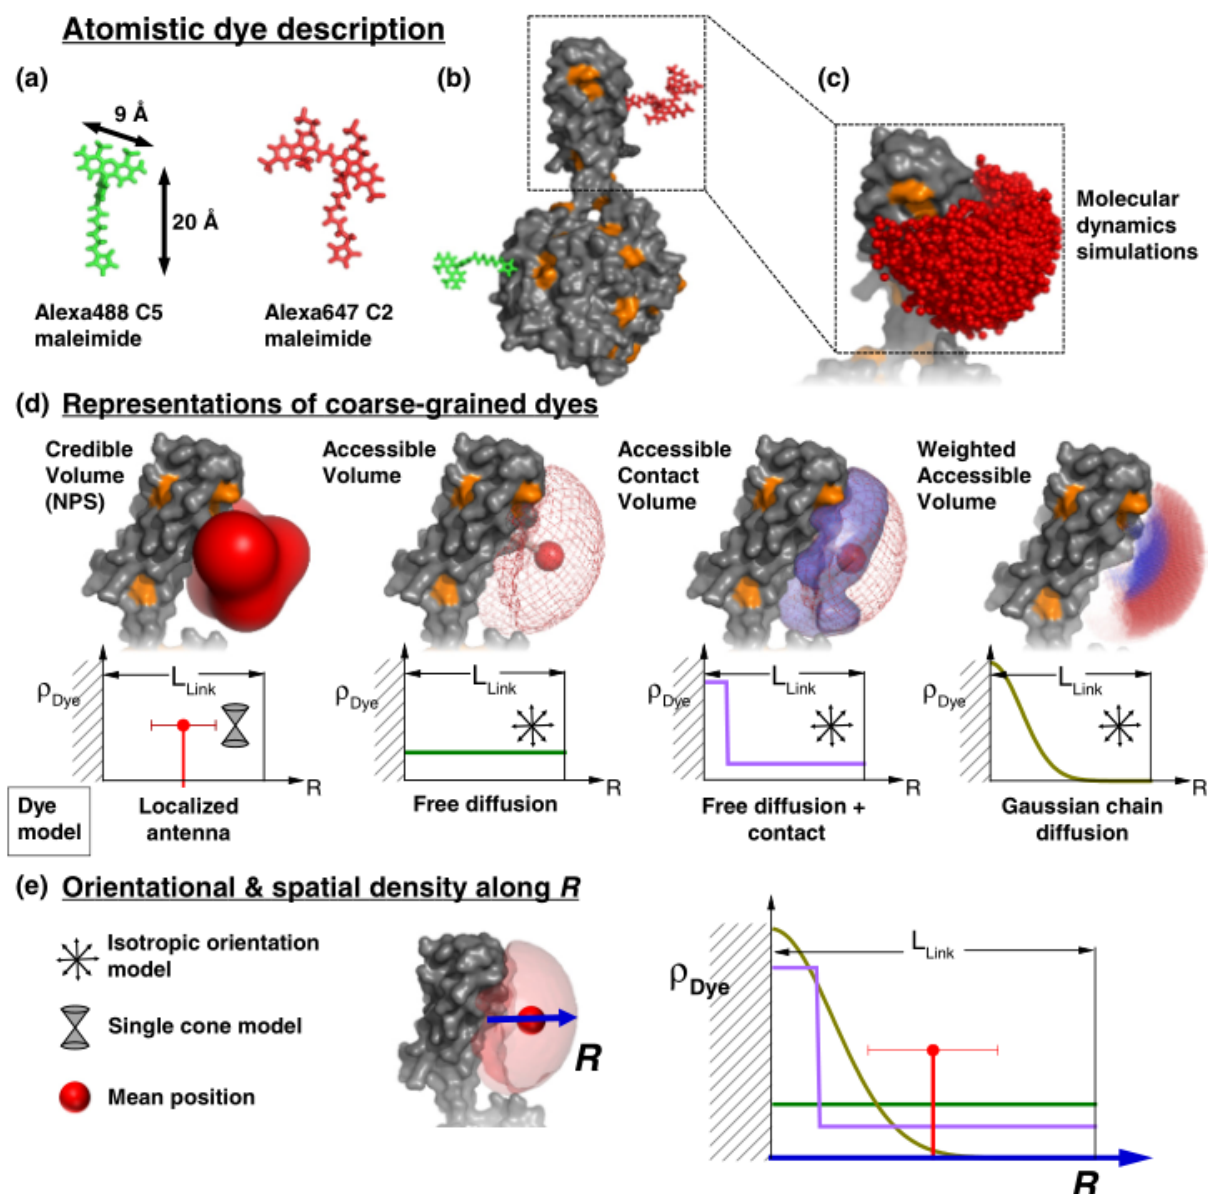 Atomistic dye description
(a)
9 Å
20 Å
Alexa488 C5
maleimide
Alexa647 C2
maleimide
(b)
(c)
Molecular
dynamics
simulations
(d) Representations of coarse-grained dyes
Credible
Volume
(NPS)
Accessible
Volume
Accessible
Contact
Volume
Weighted
Accessible
Volume
ρDye
LLink
R
ρDye
LLink
R
ρDye
LLink
R
ρDye
LLink
R
Dye
model
Localized
antenna
Free diffusion
Free diffusion +
contact
Gaussian chain
diffusion
(e) Orientational & spatial density along R
Isotropic orientation
model
Single cone model
Mean position
R
ρDye
LLink
R